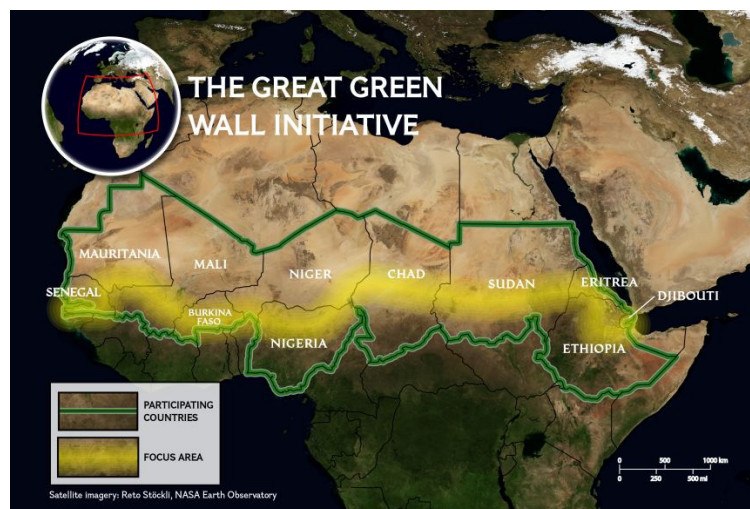 THE GREAT GREEN
WALL INITIATIVE
MAURITANIA
MALI
NIGER
CHAD
SUDAN
ERITREA
DJIBOUTI
SENEGAL
BURKINA
FASO
NIGERIA
ETHIOPIA
PARTICIPATING
COUNTRIES
FOCUS AREA
0 500 1000 km
0 250 500 mi
Satellite imagery: Reto Stöckli, NASA Earth Observatory